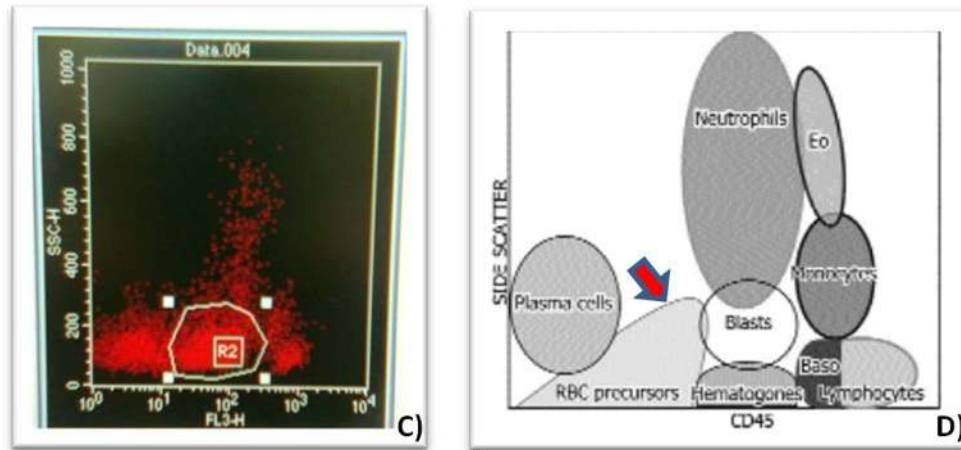 Data.004
1000
800
600
400
200
0
SSC-H
R2
10^0 10^1 10^2 10^3 10^4
FL3-H
C)
Neutrophils
Eo
SIDE SCATTER
Monocytes
Plasma cells
Blasts
Baso
RBC precursors Hematogones Lymphocytes
CD45
D)